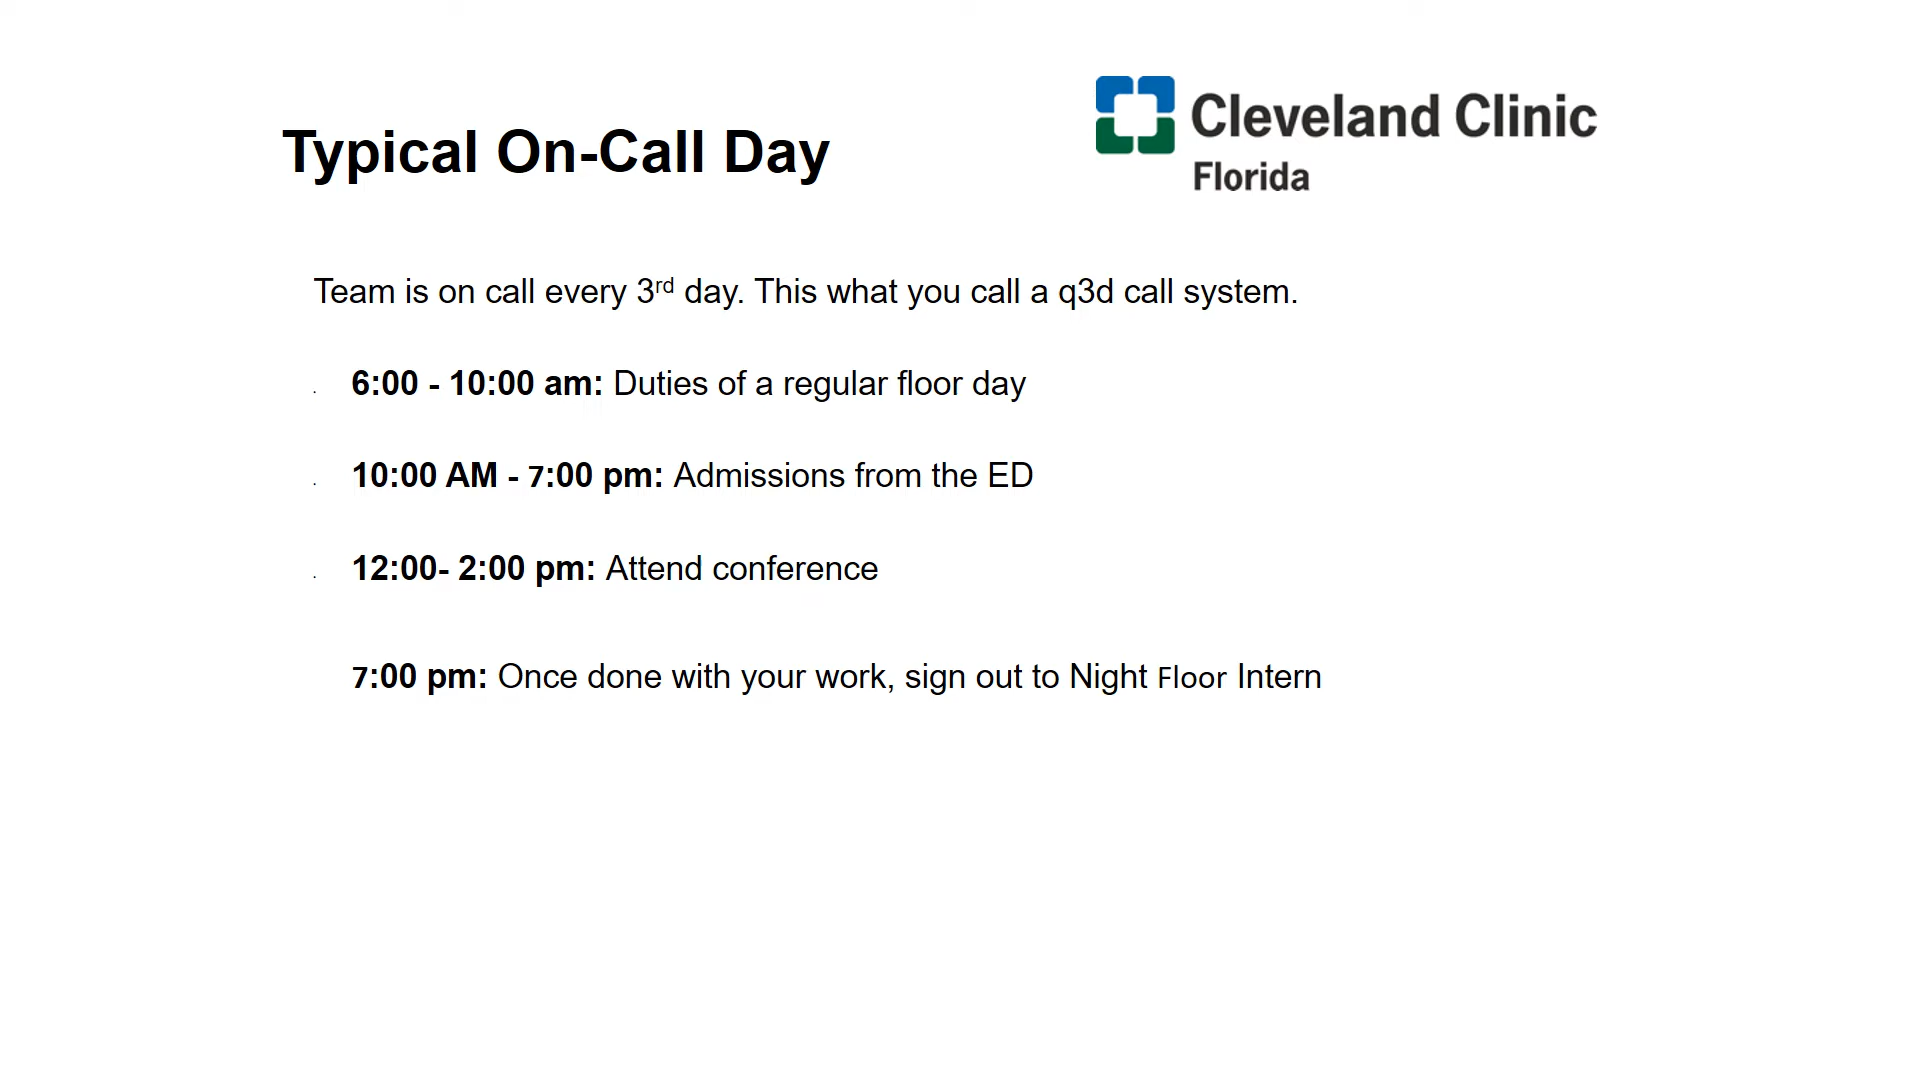 Typical On-Call Day
Cleveland Clinic
Florida
Team is on call every 3rd day. This what you call a q3d call system.
. 6:00 - 10:00 am: Duties of a regular floor day
. 10:00 AM - 7:00 pm: Admissions from the ED
. 12:00- 2:00 pm: Attend conference
7:00 pm: Once done with your work, sign out to Night Floor Intern